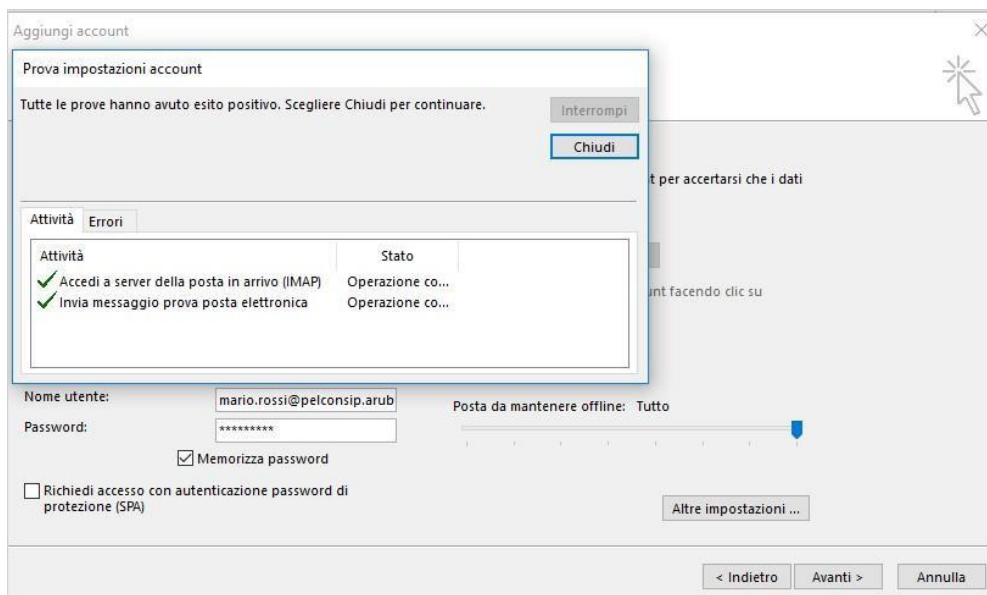 Aggiungi account
Prova impostazioni account
Tutte le prove hanno avuto esito positivo. Scegliere Chiudi per continuare.
Interrompi
Chiudi
t per accertarsi che i dati
Attività Errori
Attività Stato
Accedi a server della posta in arrivo (IMAP) Operazione co...
Invia messaggio prova posta elettronica Operazione co...
unt facendo clic su
Nome utente: mario.rossi@pelconsip.arub
Posta da mantenere offline: Tutto
Password: *********
Memorizza password
Richiedi accesso con autenticazione password di
protezione (SPA)
Altre impostazioni ...
< Indietro Avanti > Annulla